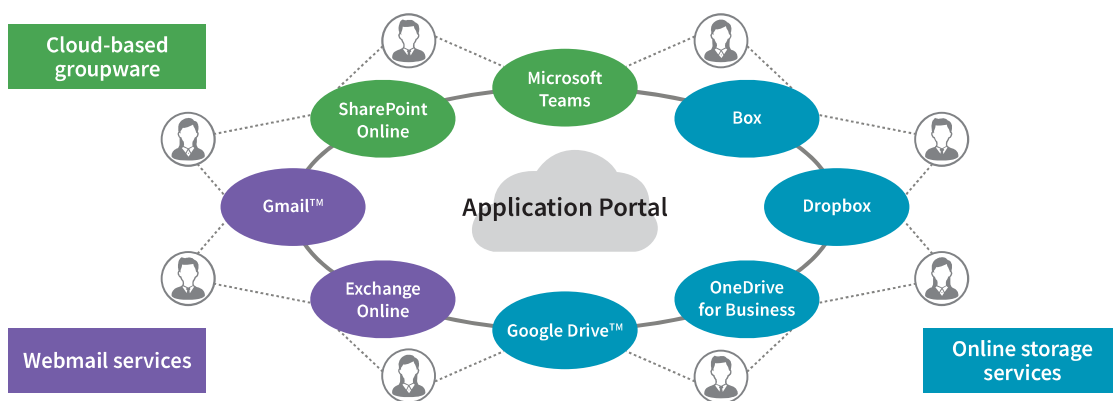 Cloud-based
groupware
Microsoft
Teams
SharePoint
Online
Box
Gmail™
Application Portal
Dropbox
Exchange
Online
OneDrive
for Business
Google Drive™
Webmail services
Online storage
services